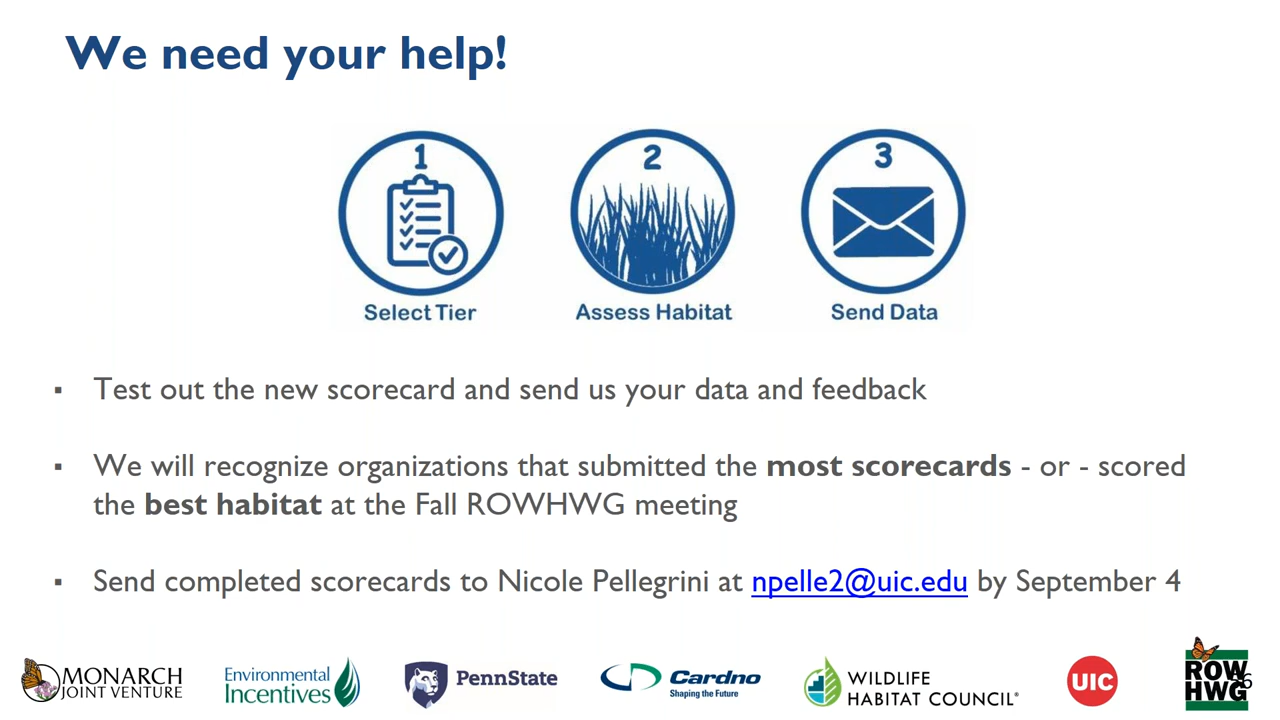 We need your help!
1
2
3
Select Tier
Assess Habitat
Send Data
▪ Test out the new scorecard and send us your data and feedback
▪ We will recognize organizations that submitted the most scorecards - or - scored
the best habitat at the Fall ROWHWG meeting
▪ Send completed scorecards to Nicole Pellegrini at npelle2@uic.edu by September 4
MONARCH
JOINT VENTURE
Environmental
Incentives
PennState
Cardno
Shaping the Future
WILDLIFE
HABITAT COUNCIL®
UIC
ROW
HWG